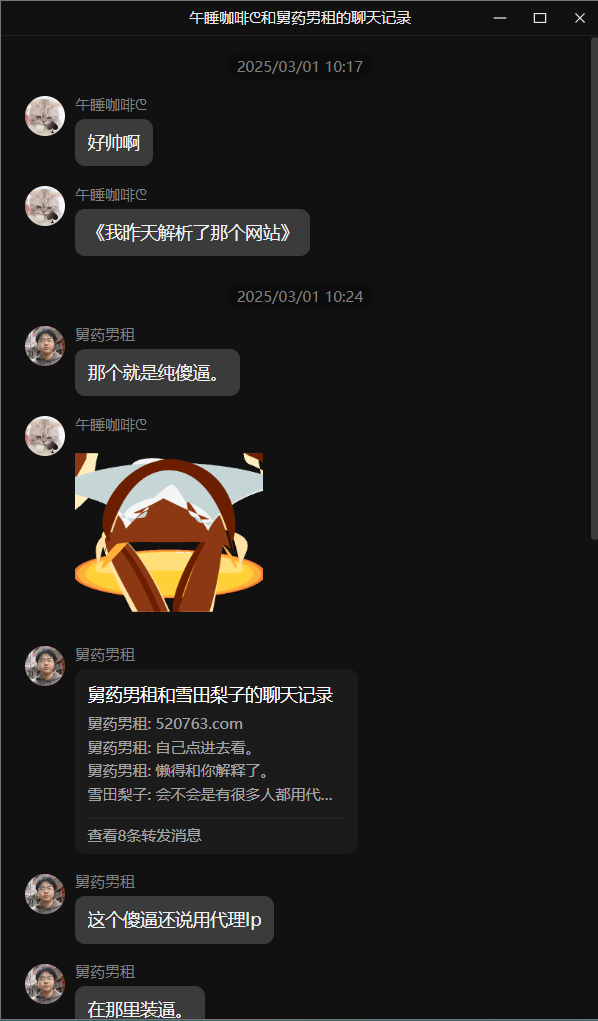 午睡咖啡ღ和舅药男租的聊天记录
2025/03/01 10:17
午睡咖啡ღ
好帅啊
午睡咖啡ღ
《我昨天解析了那个网站》
2025/03/01 10:24
舅药男租
那个就是纯傻逼。
午睡咖啡ღ
舅药男租
舅药男租和雪田梨子的聊天记录
舅药男租: 520763.com
舅药男租: 自己点进去看。
舅药男租: 懒得和你解释了。
雪田梨子: 会不会是有很多人都用代...
查看8条转发消息
舅药男租
这个傻逼还说用代理Ip
舅药男租
在那里装逼。